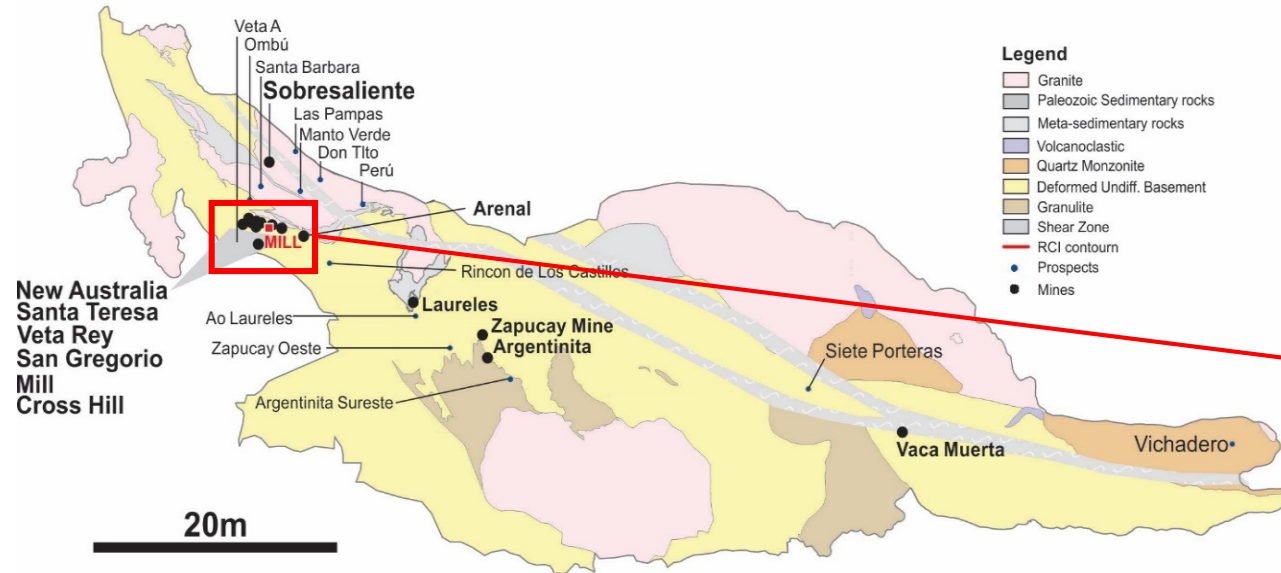 Veta A
Ombú
Santa Barbara
Sobresaliente
Las Pampas
Manto Verde
Don Tlto
Perú
Arenal
MILL
New Australia
Santa Teresa
Veta Rey
San Gregorio
Mill
Cross Hill
Rincon de Los Castillos
Laureles
Ao Laureles
Zapucay Mine
Zapucay Oeste
Argentinita
Argentinita Sureste
Siete Porteras
Vaca Muerta
Vichadero
20m
Legend
Granite
Paleozoic Sedimentary rocks
Meta-sedimentary rocks
Volcanoclastic
Quartz Monzonite
Deformed Undiff. Basement
Granulite
Shear Zone
RCI contourn
Prospects
Mines